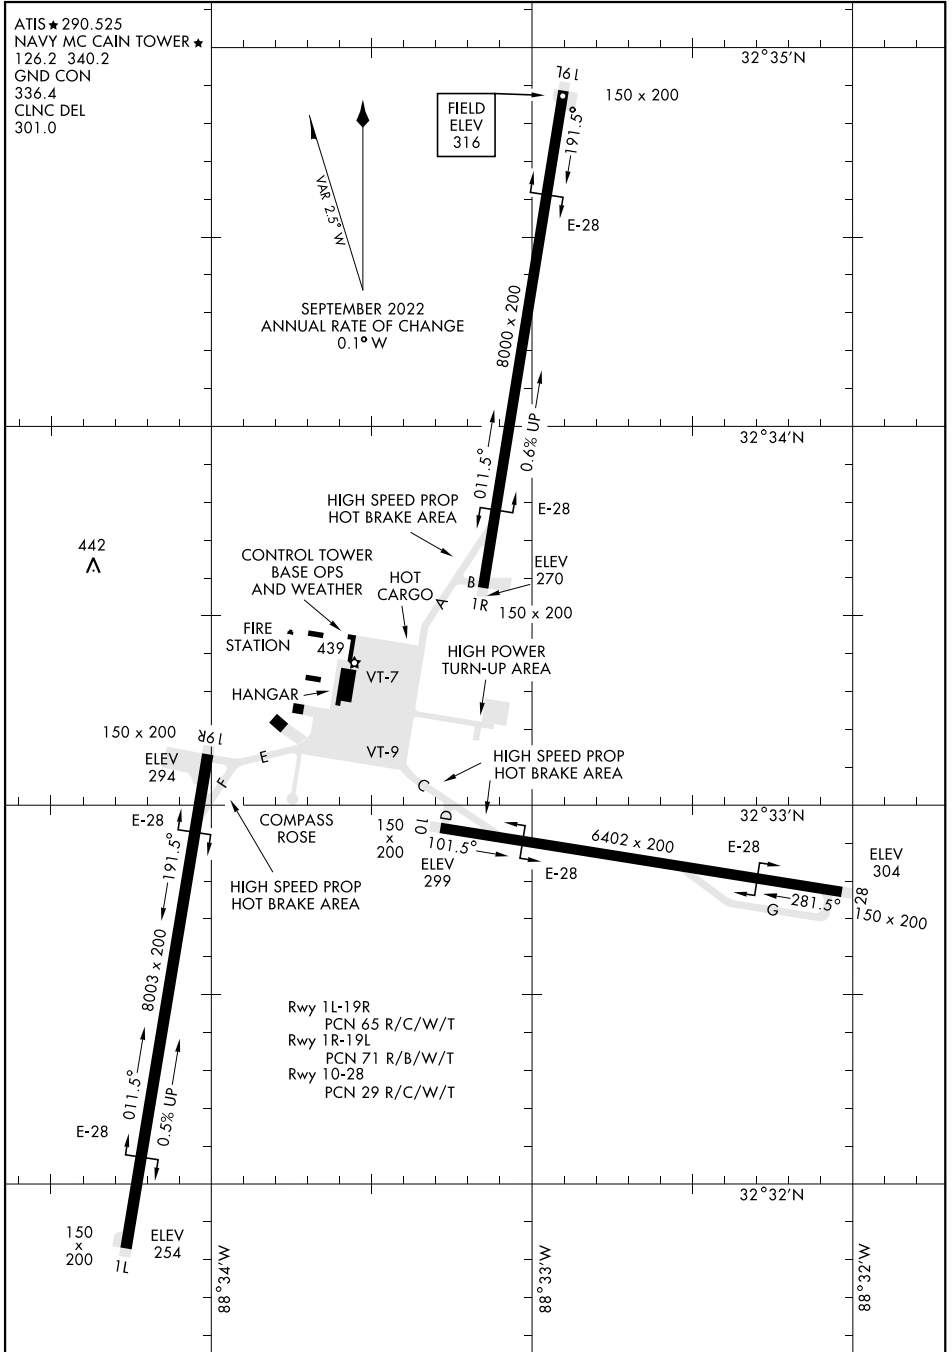 ATIS ★ 290.525
NAVY MC CAIN TOWER ★
126.2 340.2
GND CON
336.4
CLNC DEL
301.0
32°35'N
19L
150 x 200
FIELD
ELEV
316
191.5°
VAR 2.5° W
E-28
SEPTEMBER 2022
ANNUAL RATE OF CHANGE
0.1° W
8000 x 200
32°34'N
0.6% UP
011.5°
HIGH SPEED PROP
HOT BRAKE AREA
E-28
442
CONTROL TOWER
BASE OPS
AND WEATHER
HOT
CARGO
A
B
ELEV
270
1R
150 x 200
FIRE
STATION
439
VT-7
HIGH POWER
TURN-UP AREA
HANGAR
150 x 200
19R
ELEV
294
E
F
VT-9
HIGH SPEED PROP
HOT BRAKE AREA
C
D
32°33'N
E-28
COMPASS
ROSE
150
x
200
10
101.5°
ELEV
299
E-28
6402 x 200
E-28
ELEV
304
28
281.5°
G
150 x 200
191.5°
HIGH SPEED PROP
HOT BRAKE AREA
8003 x 200
Rwy 1L-19R
PCN 65 R/C/W/T
Rwy 1R-19L
PCN 71 R/B/W/T
Rwy 10-28
PCN 29 R/C/W/T
011.5°
0.5% UP
E-28
32°32'N
150
x
200
ELEV
254
1L
88°34'W
88°33'W
88°32'W